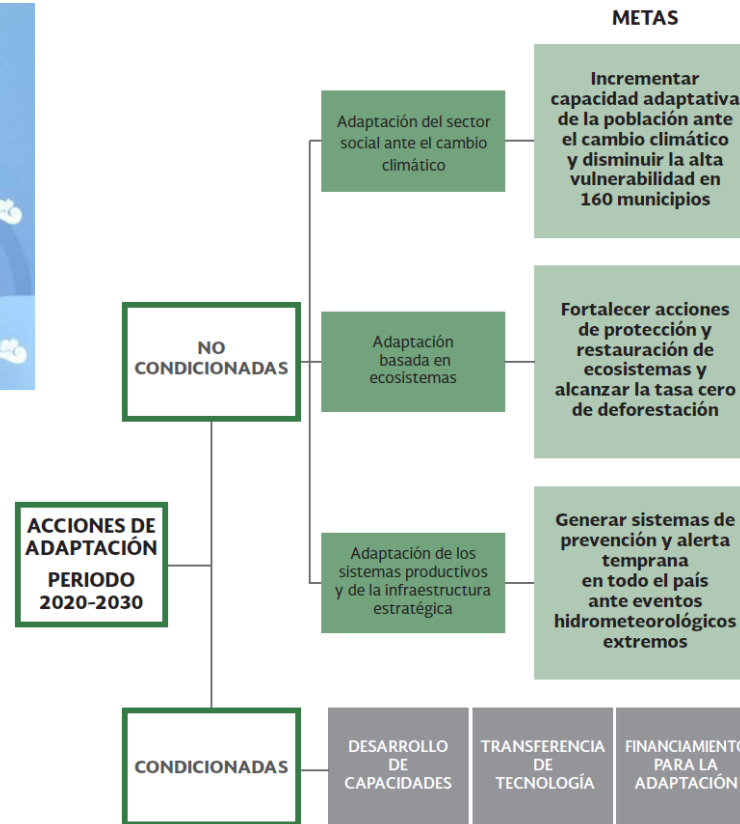 METAS
Adaptación del sector
social ante el cambio
climático
Incrementar
capacidad adaptativa
de la población ante
el cambio climático
y disminuir la alta
vulnerabilidad en
160 municipios
NO
CONDICIONADAS
Adaptación
basada en
ecosistemas
Fortalecer acciones
de protección y
restauración de
ecosistemas y
alcanzar la tasa cero
de deforestación
ACCIONES DE
ADAPTACIÓN
PERIODO
2020-2030
Adaptación de los
sistemas productivos
y de la infraestructura
estratégica
Generar sistemas de
prevención y alerta
temprana
en todo el país
ante eventos
hidrometeorológicos
extremos
CONDICIONADAS
DESARROLLO
DE
CAPACIDADES
TRANSFERENCIA
DE
TECNOLOGÍA
FINANCIAMIENTO
PARA LA
ADAPTACIÓN